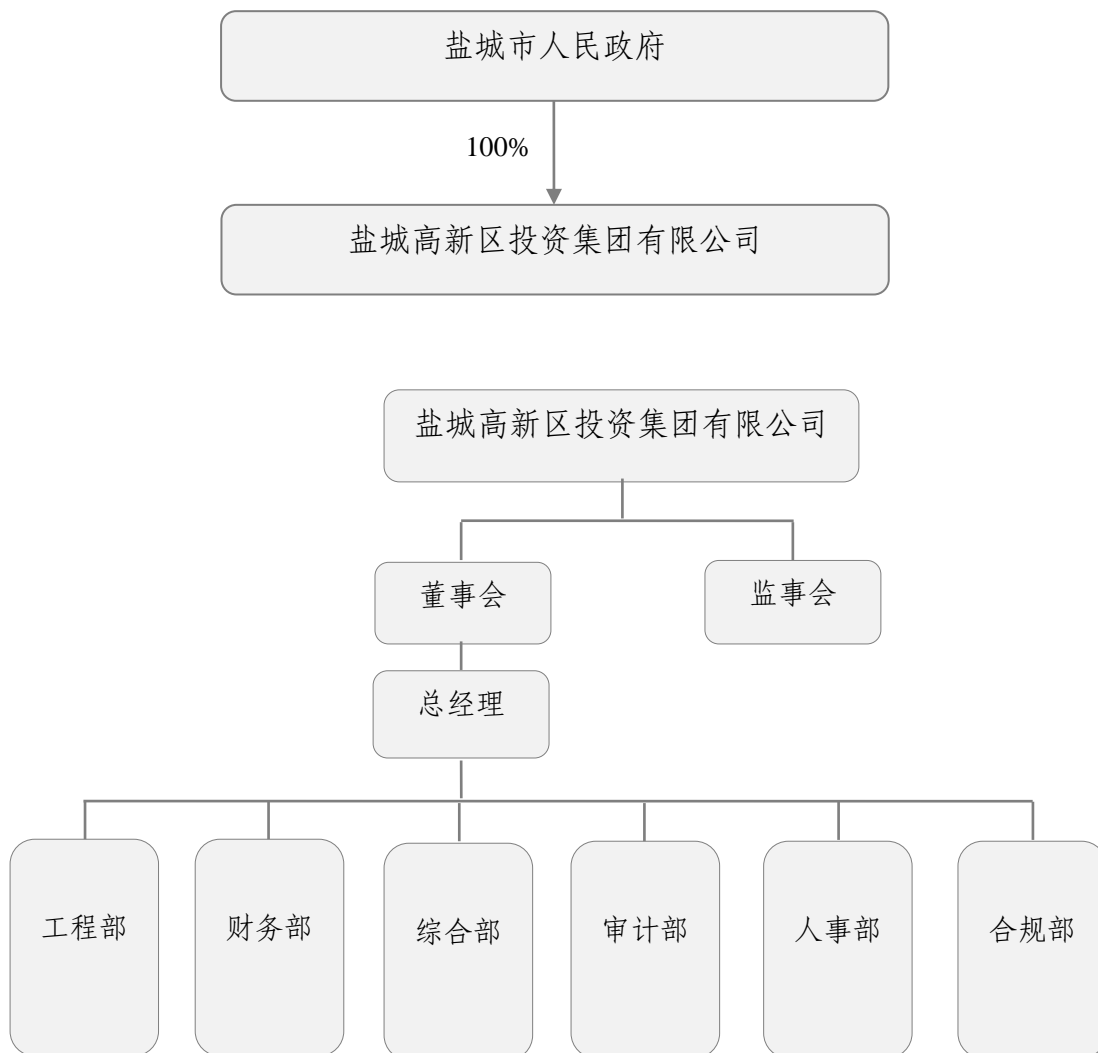 盐城市人民政府
100%
盐城高新区投资集团有限公司
盐城高新区投资集团有限公司
董事会
监事会
总经理
工程部
财务部
综合部
审计部
人事部
合规部